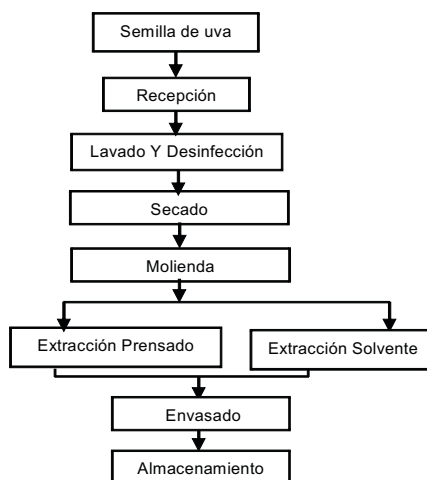 Semilla de uva
Recepción
Lavado Y Desinfección
Secado
Molienda
Extracción Prensado
Extracción Solvente
Envasado
Almacenamiento